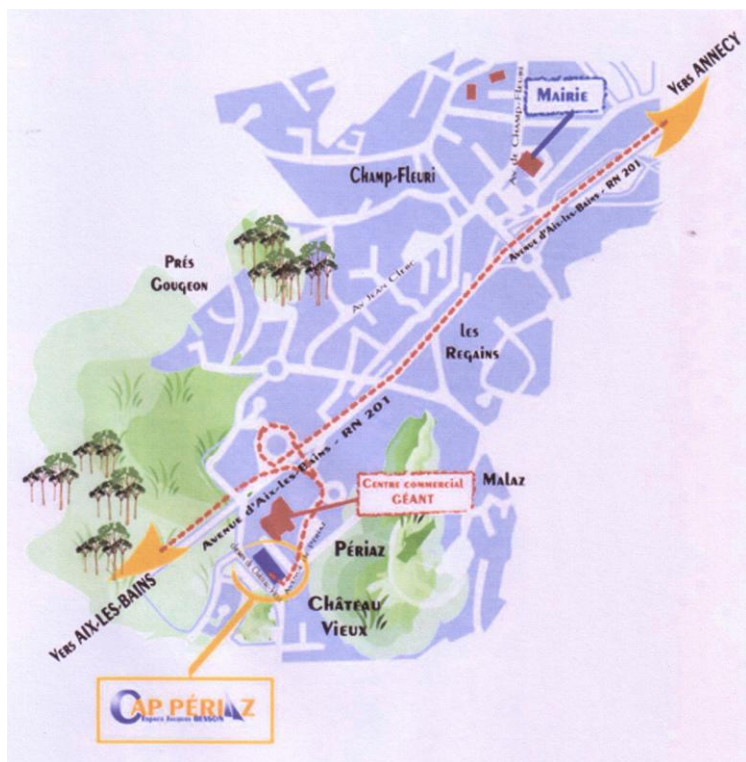 Vers ANNECY
MAIRIE
Av. de Champ-Fleuri
CHAMP-FLEURI
AVENUE d'AIX-LES-BAINS - RN 201
PRÉS
GOUGEON
AV JEAN CLERC
LES
REGAINS
AVENUE d'AIX-LES-BAINS - RN 201
CENTRE COMMERCIAL
GÉANT
MALAZ
PÉRIAZ
CHÂTEAU
VIEUX
Vers AIX-LES-BAINS
CAP PÉRIAZ
Espace Jacques BESSON